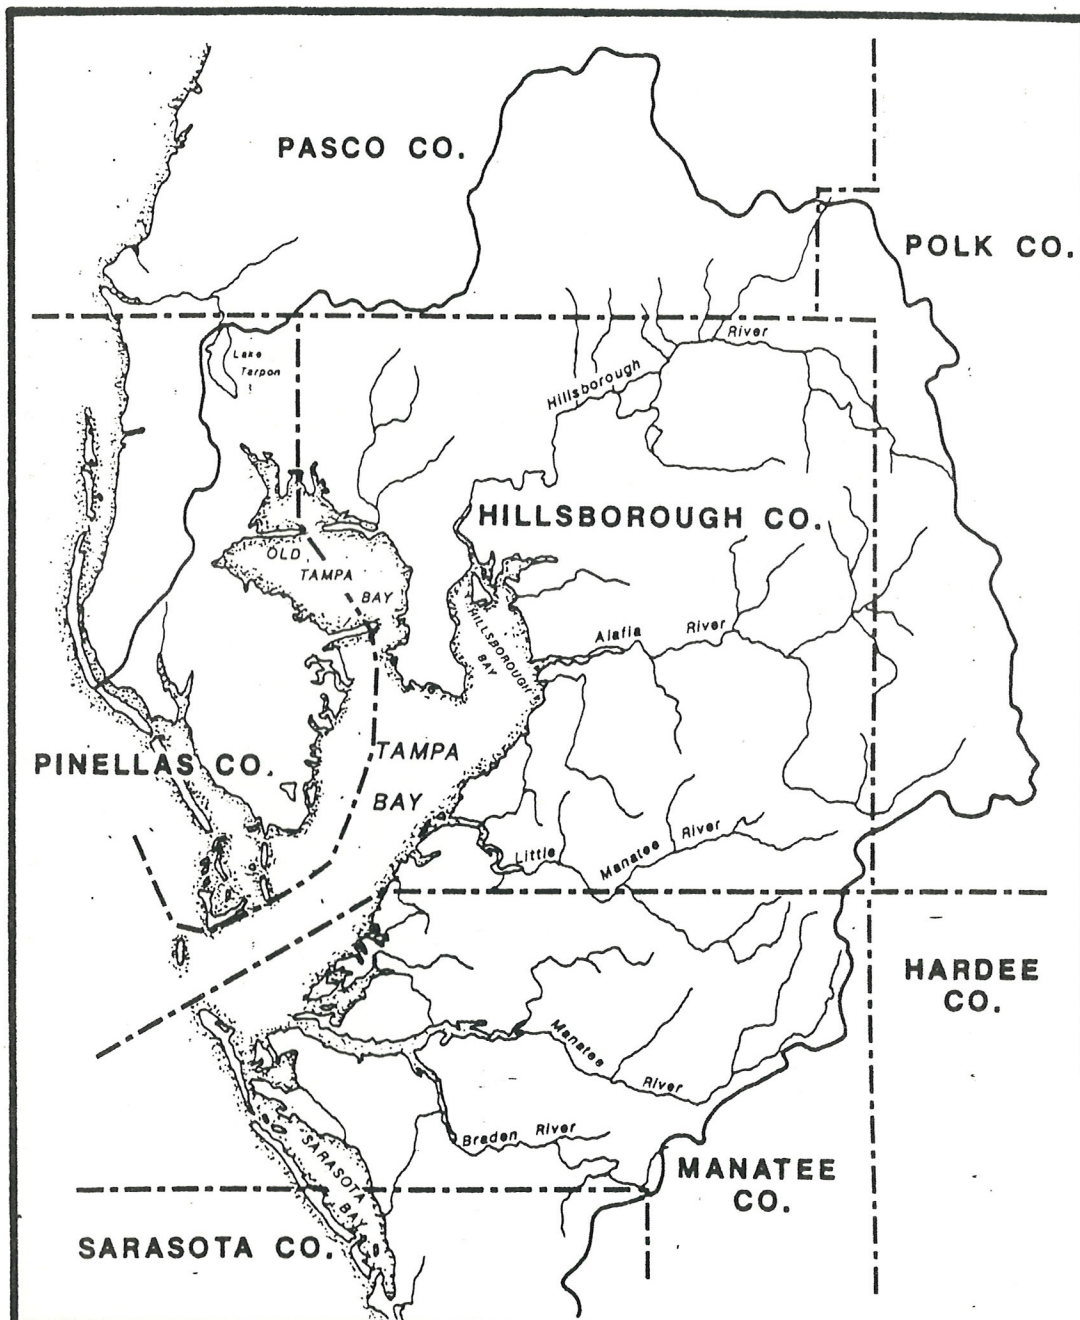 PASCO CO.
POLK CO.
River
Lake
Tarpon
Hillsborough
HILLSBOROUGH CO.
OLD
TAMPA
BAY
HILLSBOROUGH
BAY
Alafia River
TAMPA
BAY
PINELLAS CO.
Little Manatee River
HARDEE
CO.
Manatee River
Braden River
SARASOTA
BAY
MANATEE
CO.
SARASOTA CO.